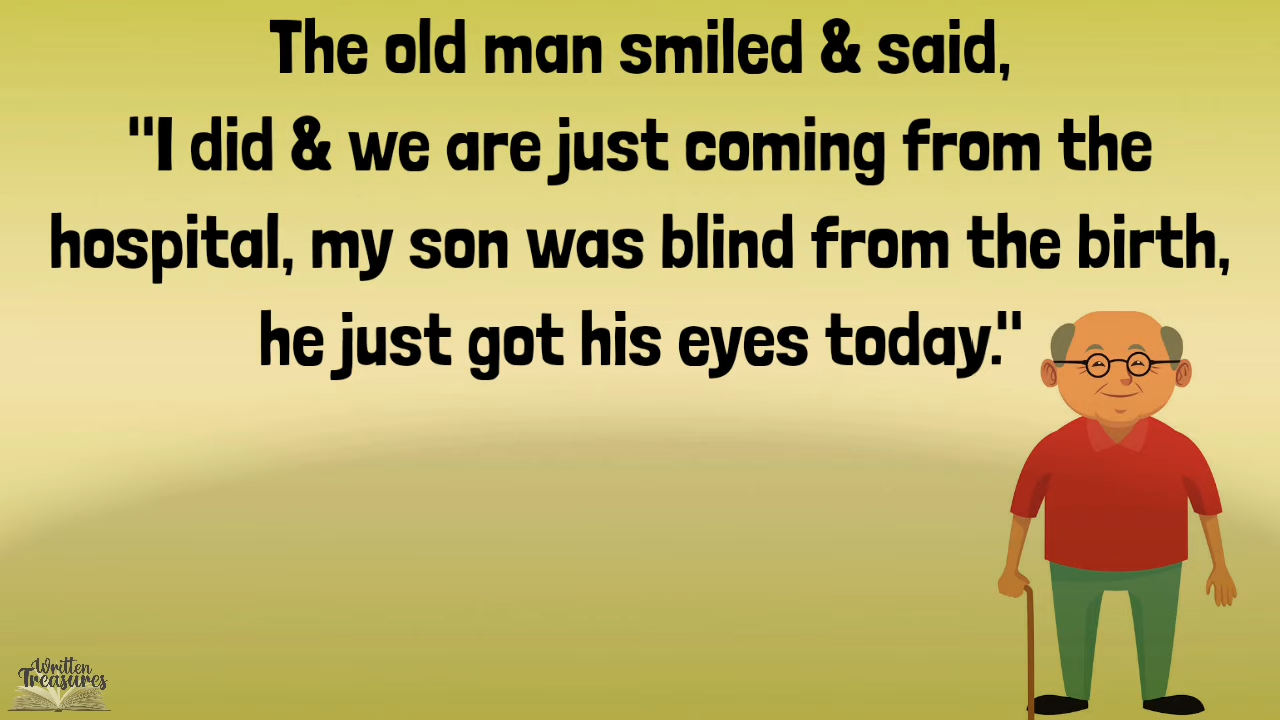 The old man smiled & said,
"I did & we are just coming from the
hospital, my son was blind from the birth,
he just got his eyes today."
Written
Treasures